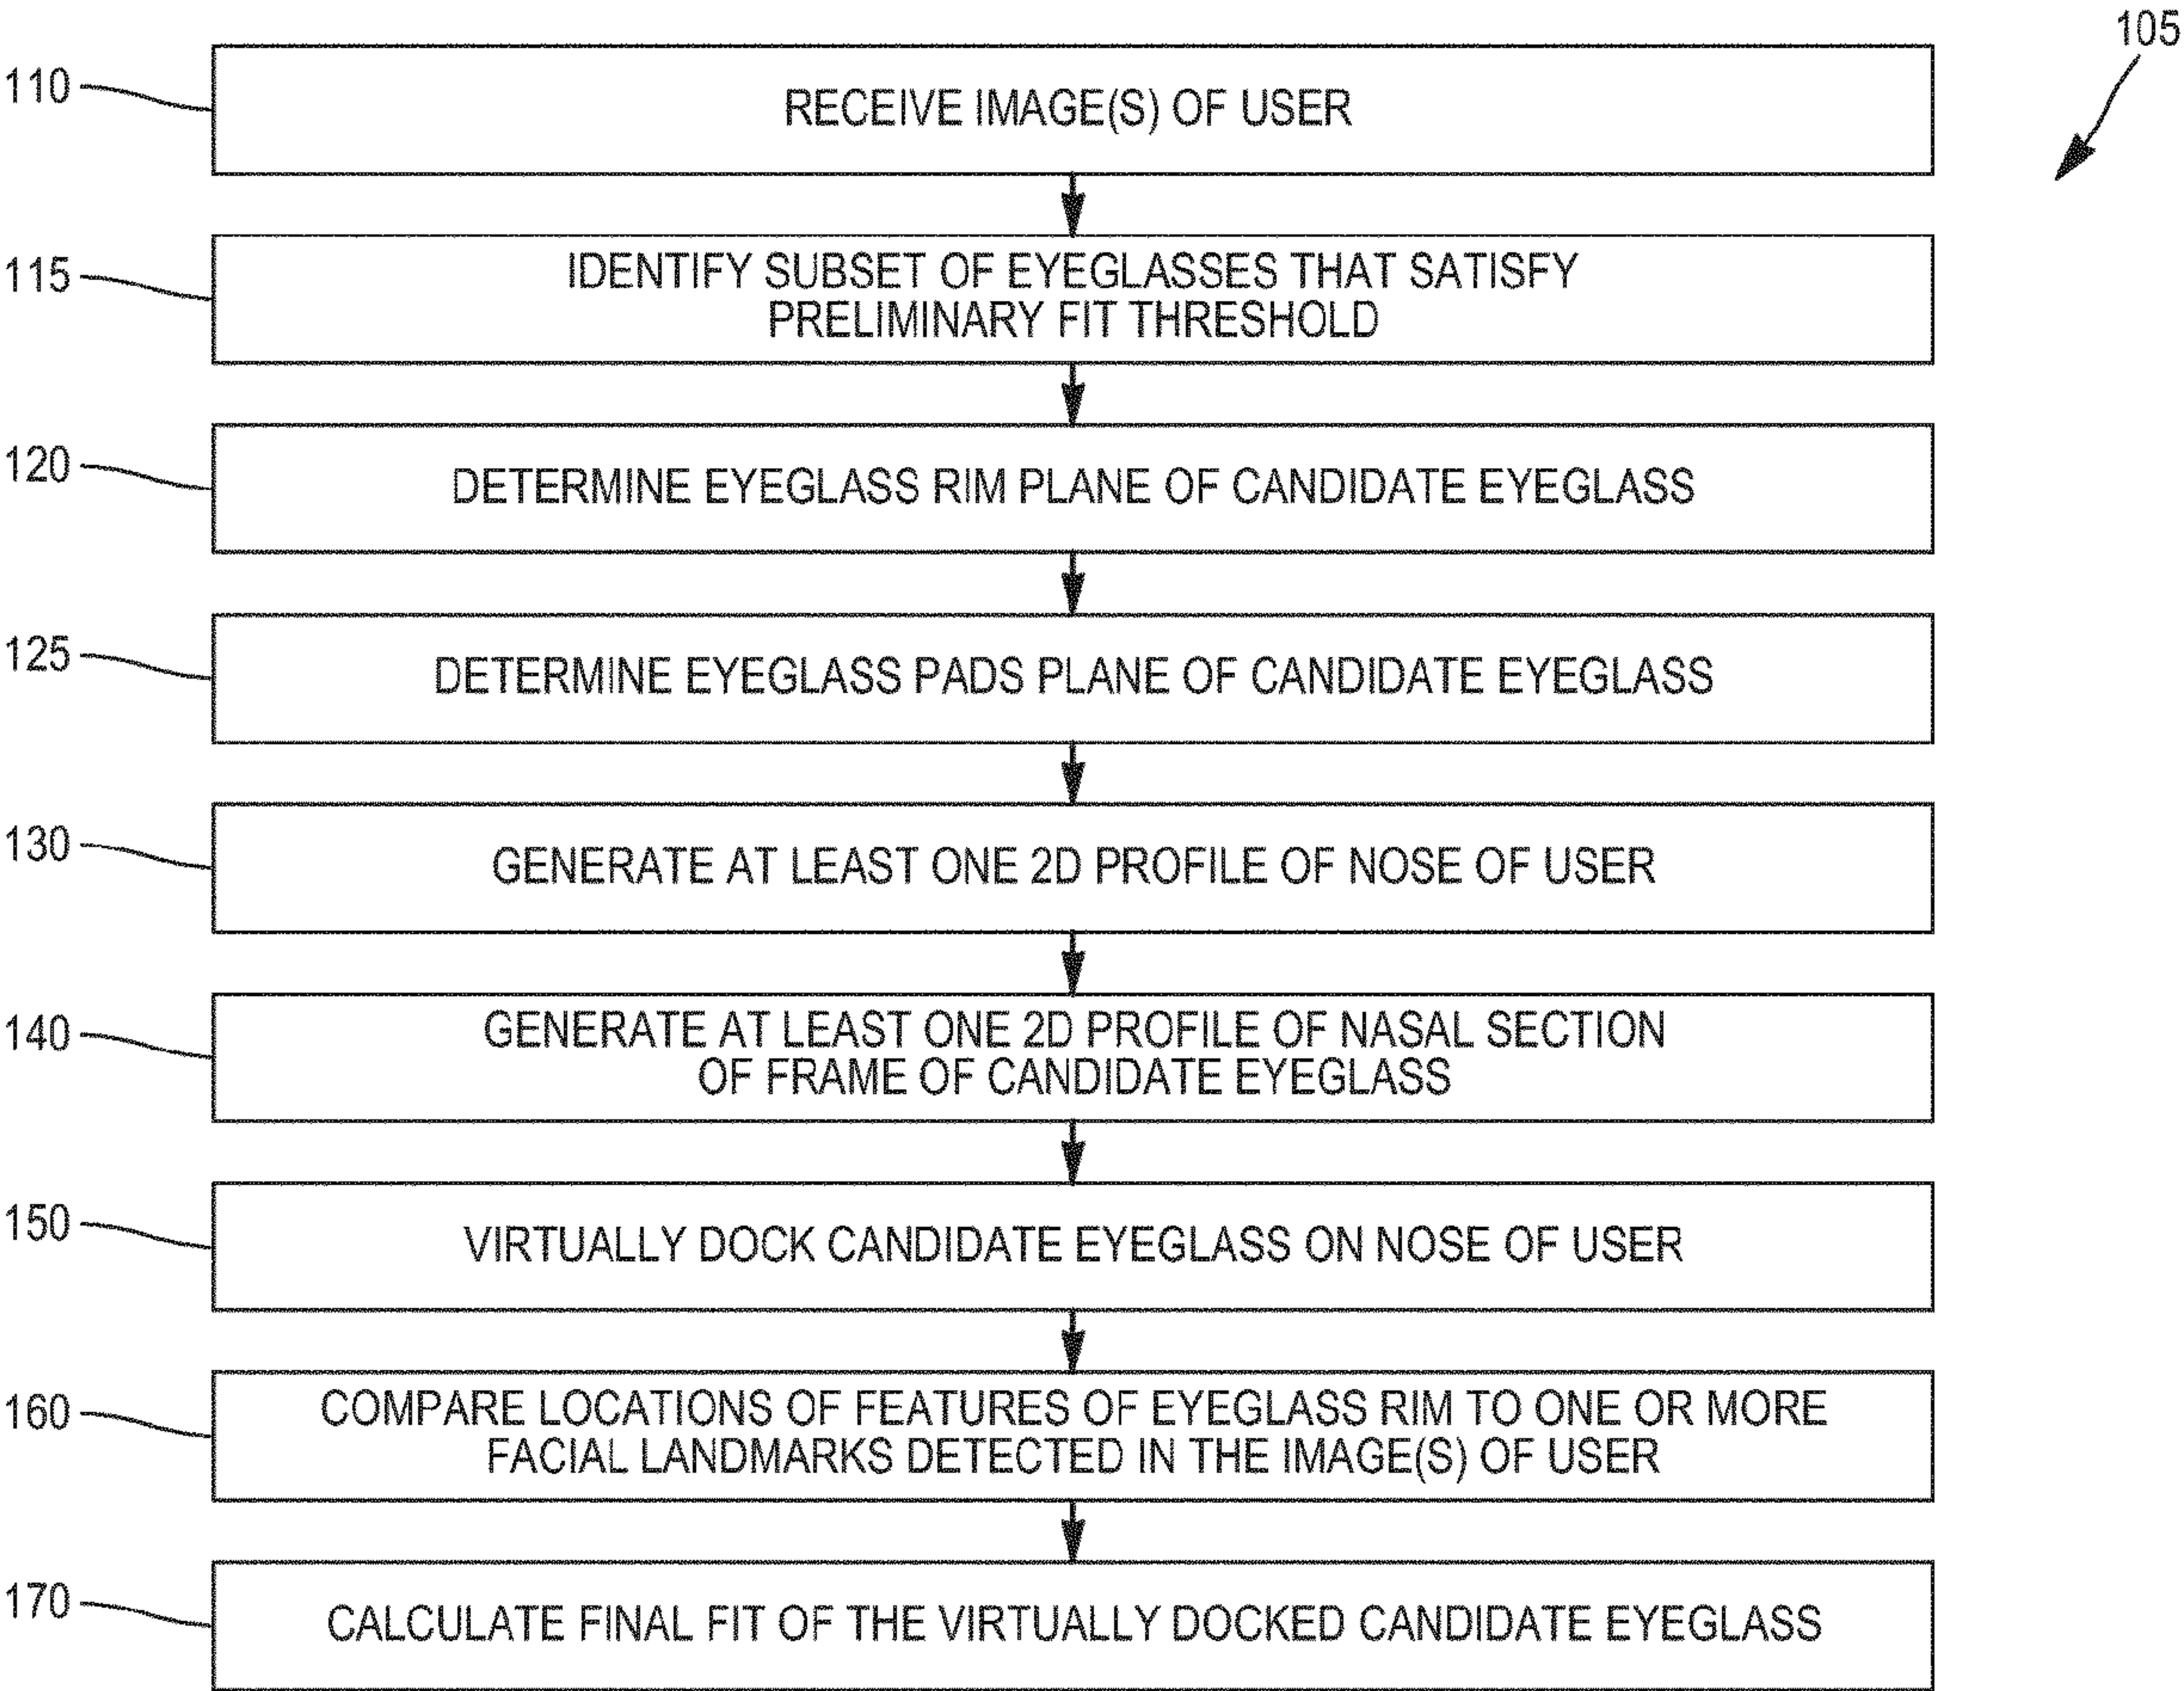 105
110
RECEIVE IMAGE(S) OF USER
115
IDENTIFY SUBSET OF EYEGLASSES THAT SATISFY
PRELIMINARY FIT THRESHOLD
120
DETERMINE EYEGLASS RIM PLANE OF CANDIDATE EYEGLASS
125
DETERMINE EYEGLASS PADS PLANE OF CANDIDATE EYEGLASS
130
GENERATE AT LEAST ONE 2D PROFILE OF NOSE OF USER
140
GENERATE AT LEAST ONE 2D PROFILE OF NASAL SECTION
OF FRAME OF CANDIDATE EYEGLASS
150
VIRTUALLY DOCK CANDIDATE EYEGLASS ON NOSE OF USER
160
COMPARE LOCATIONS OF FEATURES OF EYEGLASS RIM TO ONE OR MORE
FACIAL LANDMARKS DETECTED IN THE IMAGE(S) OF USER
170
CALCULATE FINAL FIT OF THE VIRTUALLY DOCKED CANDIDATE EYEGLASS